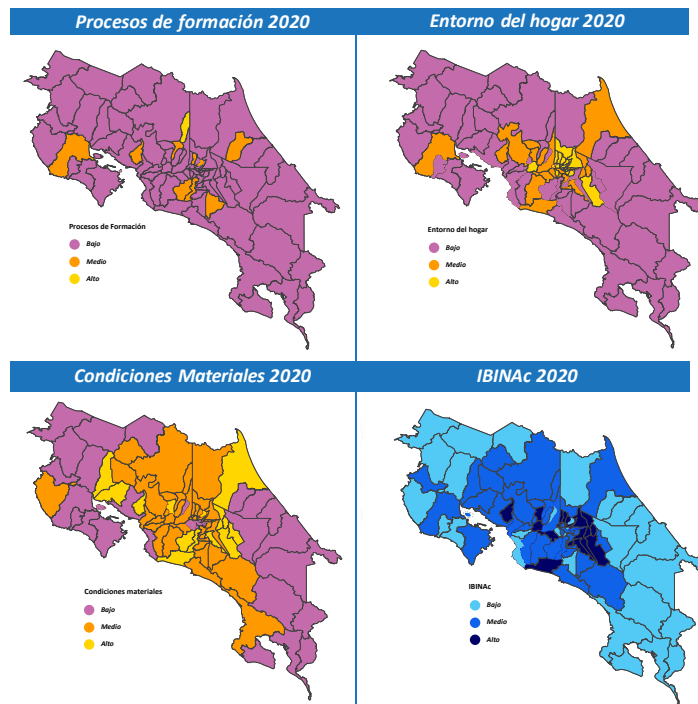 Procesos de formación 2020
Entorno del hogar 2020
Procesos de Formación
Bajo
Medio
Alto
Entorno del hogar
Bajo
Medio
Alto
Condiciones Materiales 2020
IBINAc 2020
Condiciones materiales
Bajo
Medio
Alto
IBINAc
Bajo
Medio
Alto